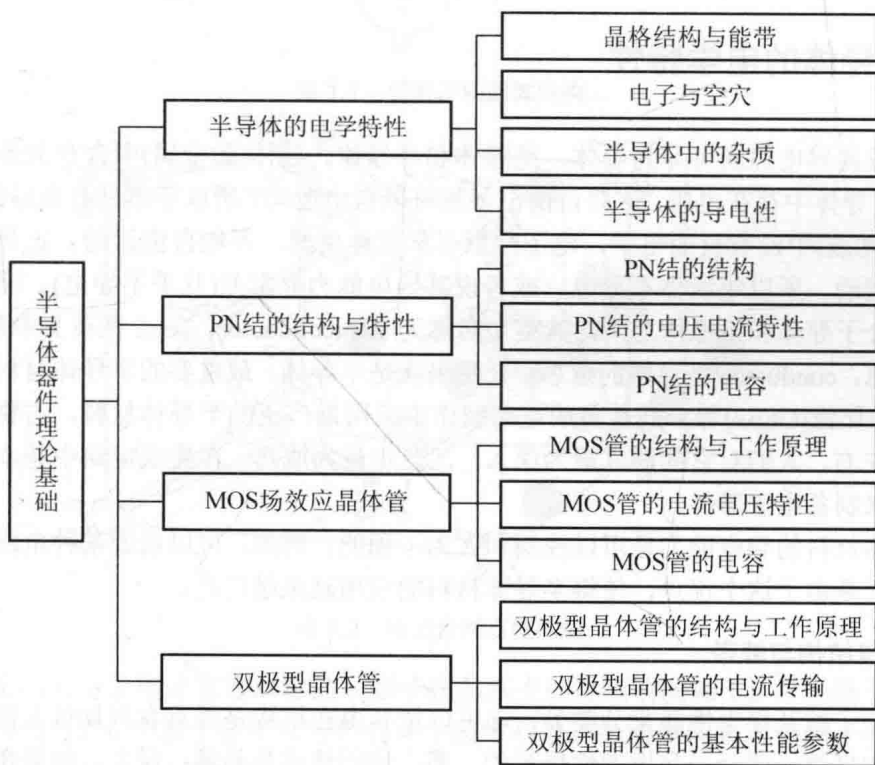 半导体器件理论基础
半导体的电学特性
晶格结构与能带
电子与空穴
半导体中的杂质
半导体的导电性
PN结的结构与特性
PN结的结构
PN结的电压电流特性
PN结的电容
MOS场效应晶体管
MOS管的结构与工作原理
MOS管的电流电压特性
MOS管的电容
双极型晶体管
双极型晶体管的结构与工作原理
双极型晶体管的电流传输
双极型晶体管的基本性能参数